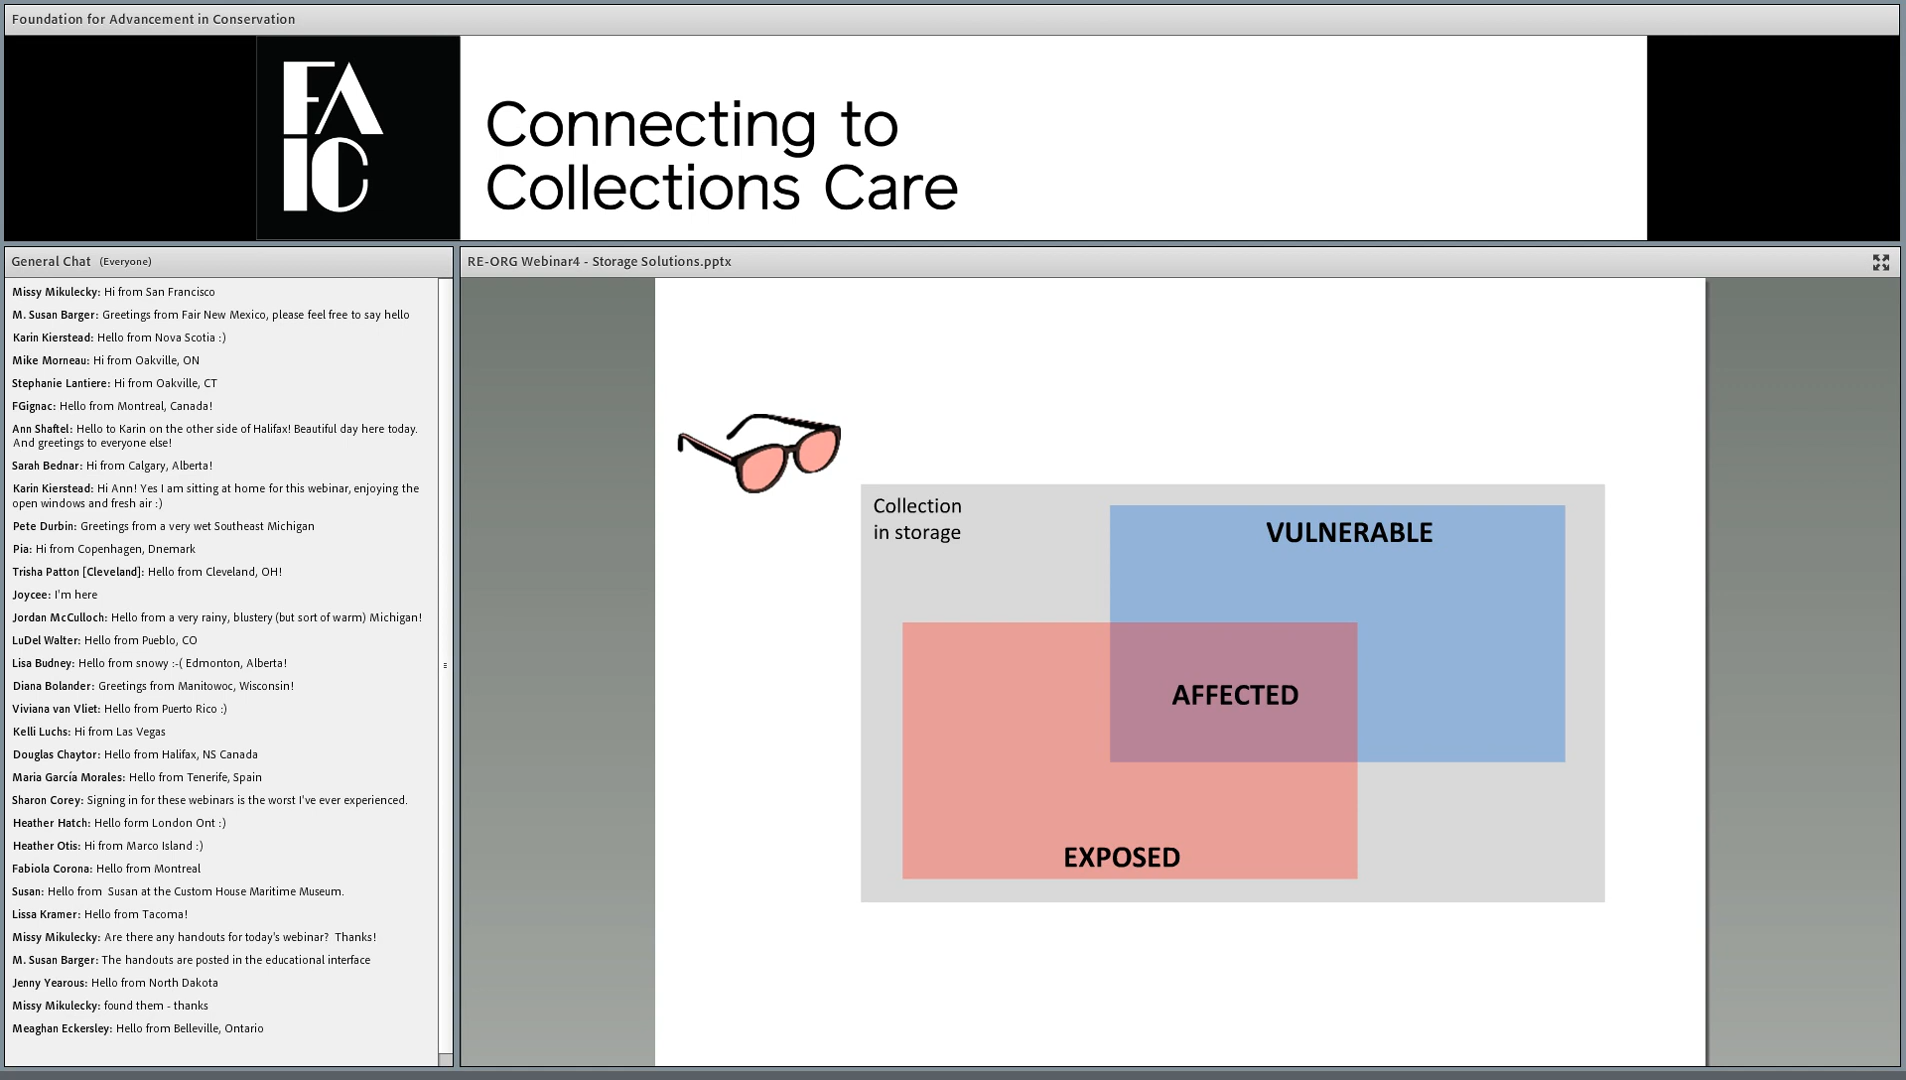 Foundation for Advancement in Conservation
FA
IC
Connecting to
Collections Care
General Chat (Everyone)
Missy Mikulecky: Hi from San Francisco
M. Susan Barger: Greetings from Fair New Mexico, please feel free to say hello
Karin Kierstead: Hello from Nova Scotia :)
Mike Morneau: Hi from Oakville, ON
Stephanie Lantiere: Hi from Oakville, CT
FGignac: Hello from Montreal, Canada!
Ann Shaftel: Hello to Karin on the other side of Halifax! Beautiful day here today.
And greetings to everyone else!
Sarah Bednar: Hi from Calgary, Alberta!
Karin Kierstead: Hi Ann! Yes I am sitting at home for this webinar, enjoying the
open windows and fresh air :)
Pete Durbin: Greetings from a very wet Southeast Michigan
Pia: Hi from Copenhagen, Dnemark
Trisha Patton [Cleveland]: Hello from Cleveland, OH!
Joycee: I'm here
Jordan McCulloch: Hello from a very rainy, blustery (but sort of warm) Michigan!
LuDel Walter: Hello from Pueblo, CO
Lisa Budney: Hello from snowy :-( Edmonton, Alberta!
Diana Bolander: Greetings from Manitowoc, Wisconsin!
Viviana van Vliet: Hello from Puerto Rico :)
Kelli Luchs: Hi from Las Vegas
Douglas Chaytor: Hello from Halifax, NS Canada
Maria García Morales: Hello from Tenerife, Spain
Sharon Corey: Signing in for these webinars is the worst I've ever experienced.
Heather Hatch: Hello form London Ont :)
Heather Otis: Hi from Marco Island :)
Fabiola Corona: Hello from Montreal
Susan: Hello from  Susan at the Custom House Maritime Museum.
Lissa Kramer: Hello from Tacoma!
Missy Mikulecky: Are there any handouts for today's webinar?  Thanks!
M. Susan Barger: The handouts are posted in the educational interface
Jenny Yearous: Hello from North Dakota
Missy Mikulecky: found them - thanks
Meaghan Eckersley: Hello from Belleville, Ontario
RE-ORG Webinar4 - Storage Solutions.pptx
Collection
in storage
VULNERABLE
AFFECTED
EXPOSED